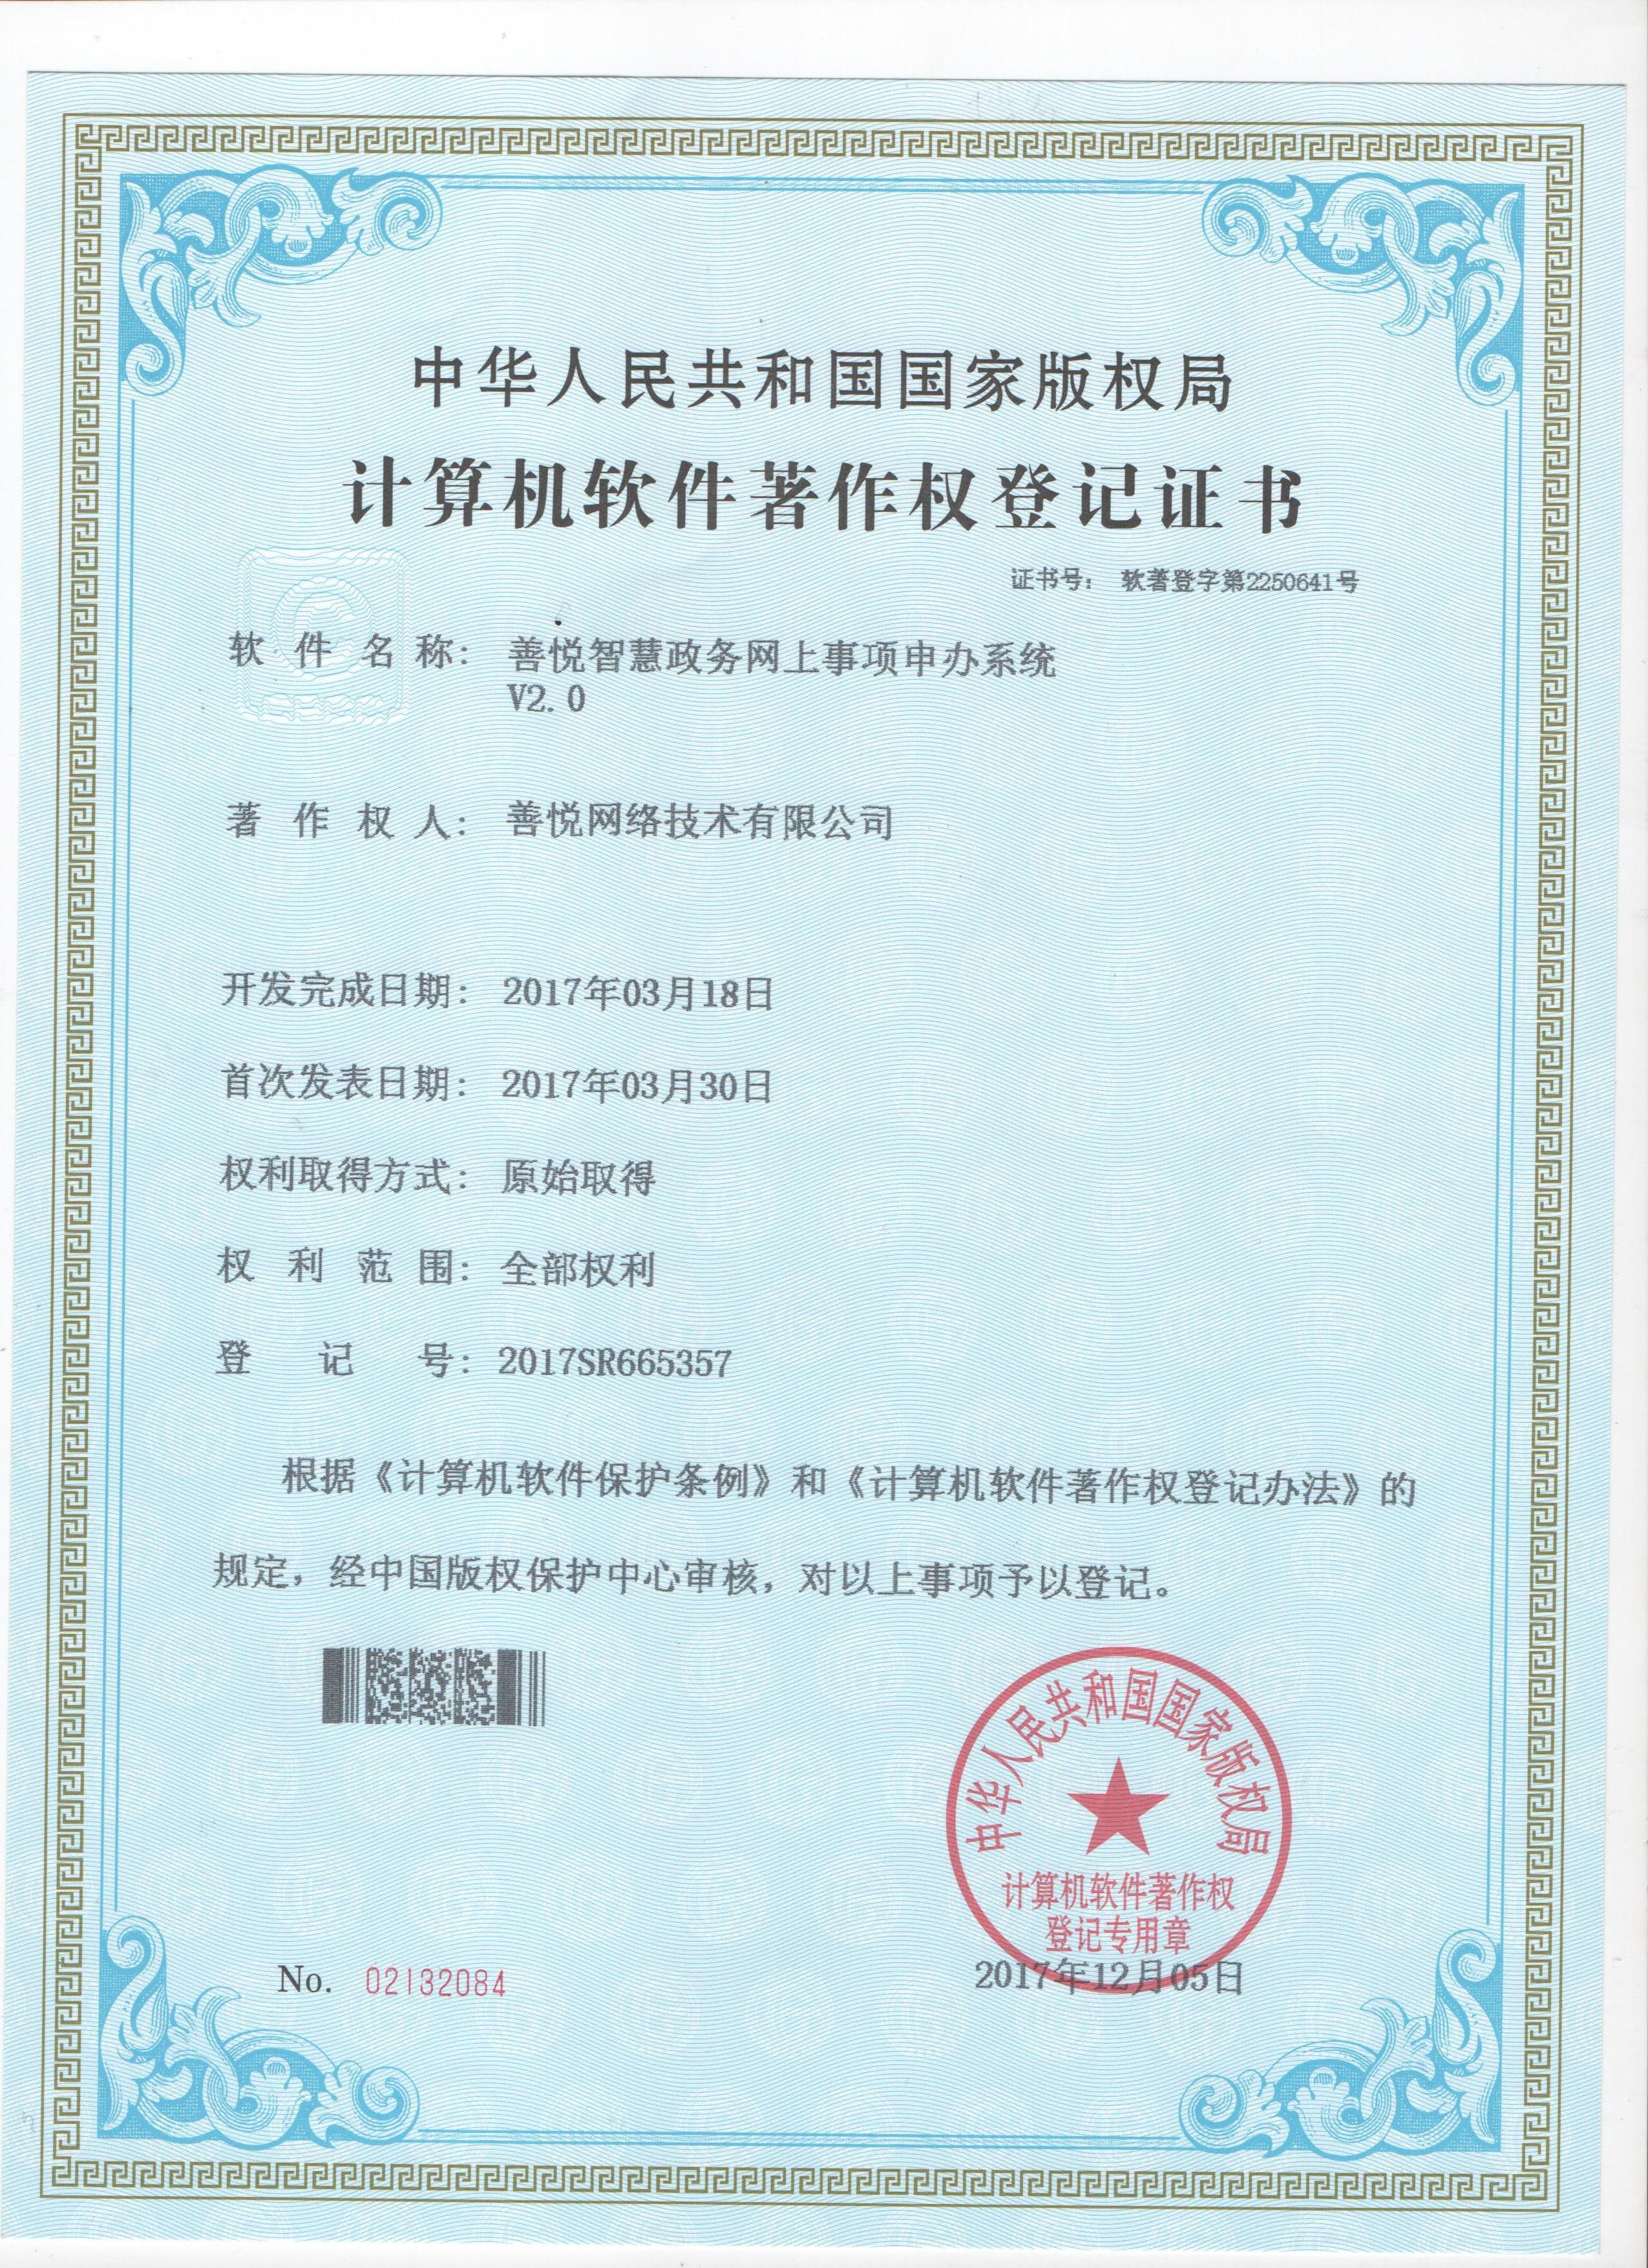 中华人民共和国国家版权局
计算机软件著作权登记证书
证书号： 软著登字第2250641号
软件名称： 善悦智慧政务网上事项申办系统
V2.0
著作权人： 善悦网络技术有限公司
开发完成日期： 2017年03月18日
首次发表日期： 2017年03月30日
权利取得方式： 原始取得
权利范围： 全部权利
登记号： 2017SR665357
根据《计算机软件保护条例》和《计算机软件著作权登记办法》的
规定，经中国版权保护中心审核，对以上事项予以登记。
中华人民共和国国家版权局
计算机软件著作权
登记专用章
No. 02132084
2017年12月05日